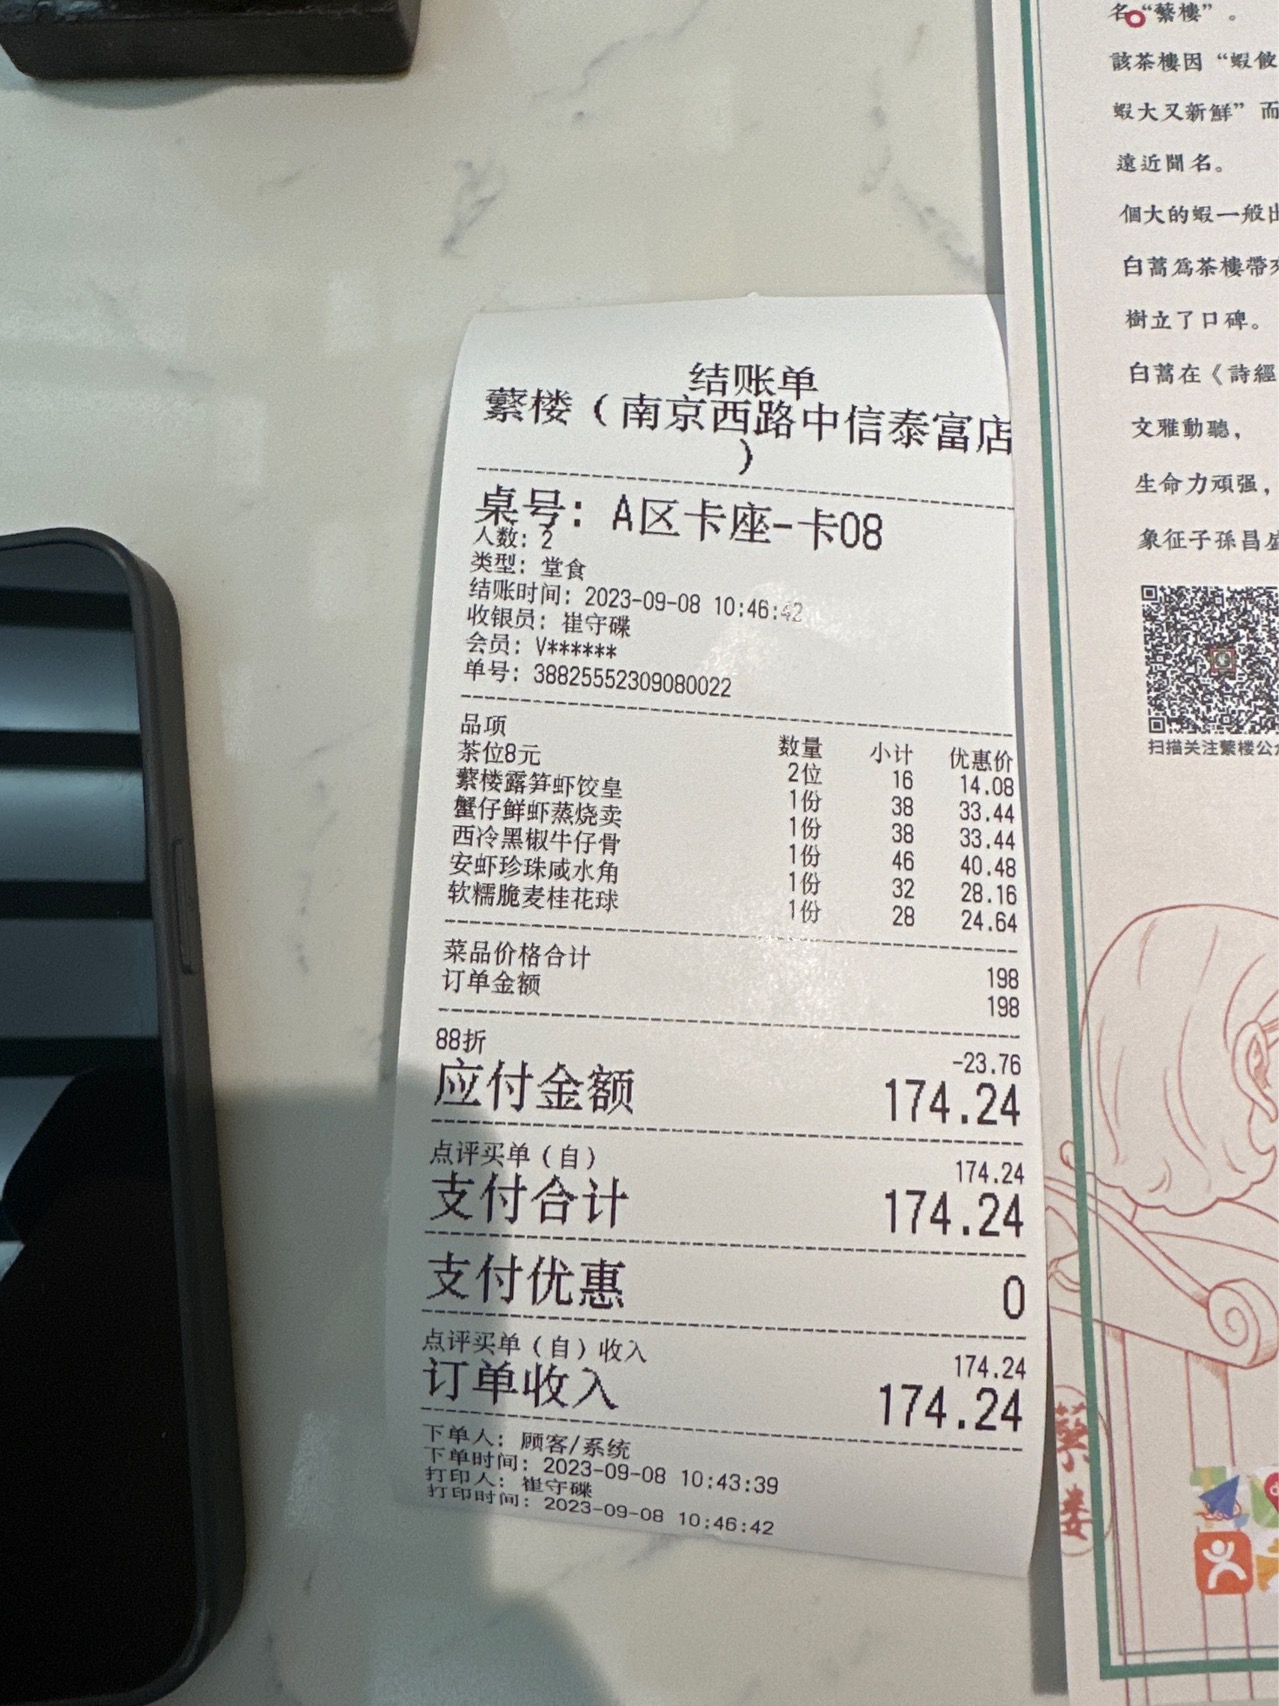 结账单
蘩楼（南京西路中信泰富店
）
桌号：A区卡座-卡08
人数：2
类型：堂食
结账时间：2023-09-08 10:46:42
收银员：崔守碟
会员：V******
单号：38825552309080022
品项 数量 小计 优惠价
茶位8元 2位 16 14.08
蘩楼露笋虾饺皇 1份 38 33.44
蟹仔鲜虾蒸烧卖 1份 38 33.44
西冷黑椒牛仔骨 1份 46 40.48
安虾珍珠咸水角 1份 32 28.16
软糯脆麦桂花球 1份 28 24.64
菜品价格合计 198
订单金额 198
88折 -23.76
应付金额 174.24
点评买单（自） 174.24
支付合计 174.24
支付优惠 0
点评买单（自）收入 174.24
订单收入 174.24
下单人：顾客/系统
下单时间：2023-09-08 10:43:39
打印人：崔守碟
打印时间：2023-09-08 10:46:42
名“蘩樓”。
該茶樓因“蝦餃
蝦大又新鮮”而
遠近聞名。
個大的蝦一般出
白蒿爲茶樓帶
樹立了口碑。
白蒿在《詩經
文雅動聽，
生命力頑强，
象征子孫昌盛
扫描关注蘩楼公
蘩
楼